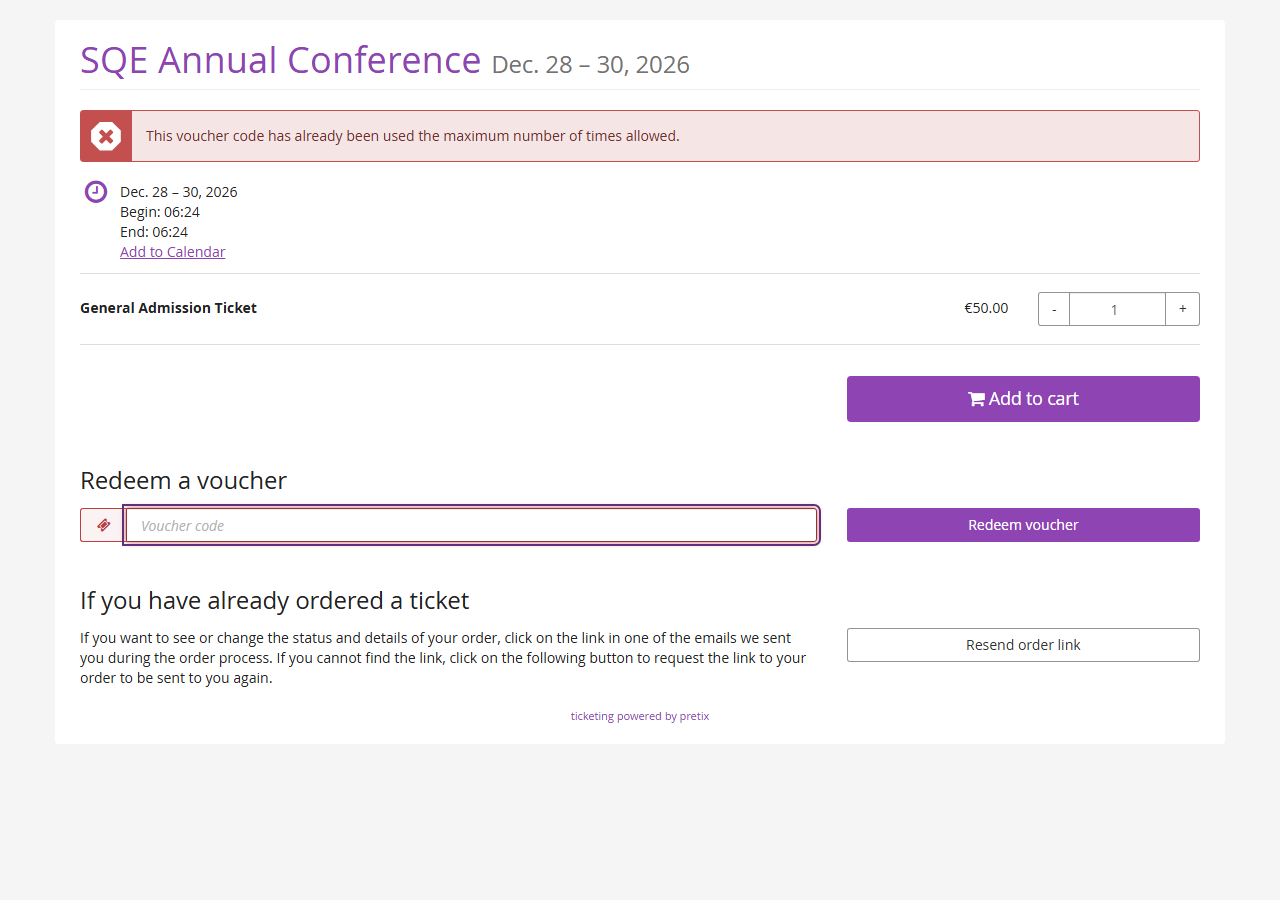 SQE Annual Conference Dec. 28 – 30, 2026
This voucher code has already been used the maximum number of times allowed.
Dec. 28 – 30, 2026
Begin: 06:24
End: 06:24
Add to Calendar
General Admission Ticket €50.00 - 1 +
Add to cart
Redeem a voucher
Voucher code Redeem voucher
If you have already ordered a ticket
If you want to see or change the status and details of your order, click on the link in one of the emails we sent
you during the order process. If you cannot find the link, click on the following button to request the link to your
order to be sent to you again.
Resend order link
ticketing powered by pretix